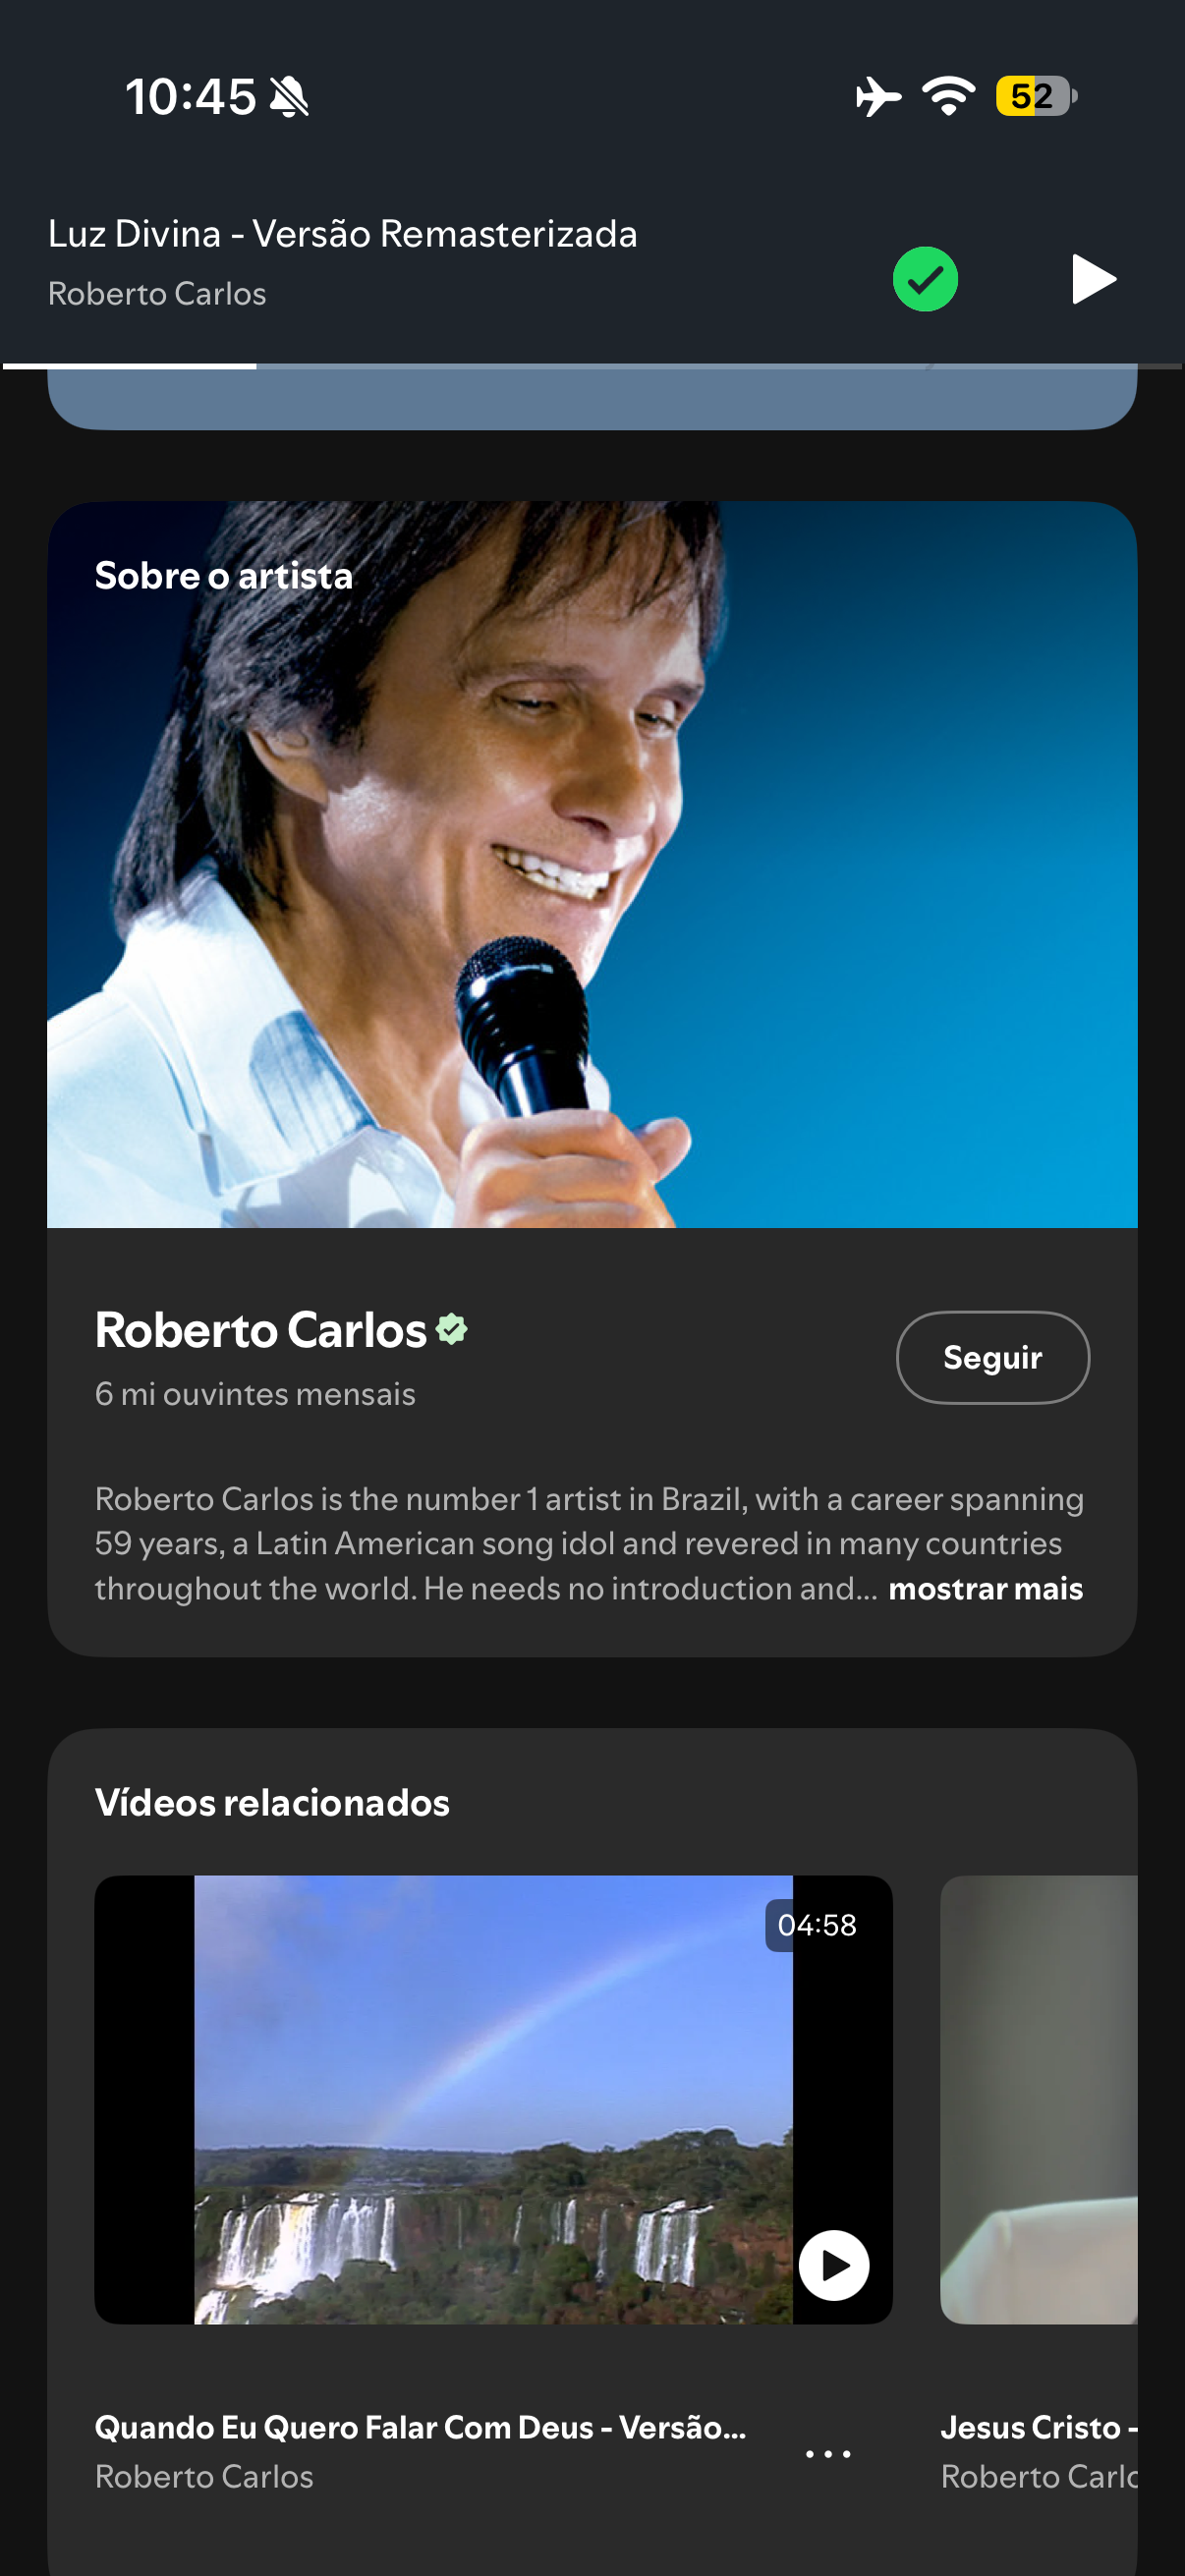 10:45
52
Luz Divina - Versão Remasterizada
Roberto Carlos
Sobre o artista
Roberto Carlos
6 mi ouvintes mensais
Seguir
Roberto Carlos is the number 1 artist in Brazil, with a career spanning
59 years, a Latin American song idol and revered in many countries
throughout the world. He needs no introduction and... mostrar mais
Vídeos relacionados
04:58
Quando Eu Quero Falar Com Deus - Versão...
Roberto Carlos
Jesus Cristo -
Roberto Carlo